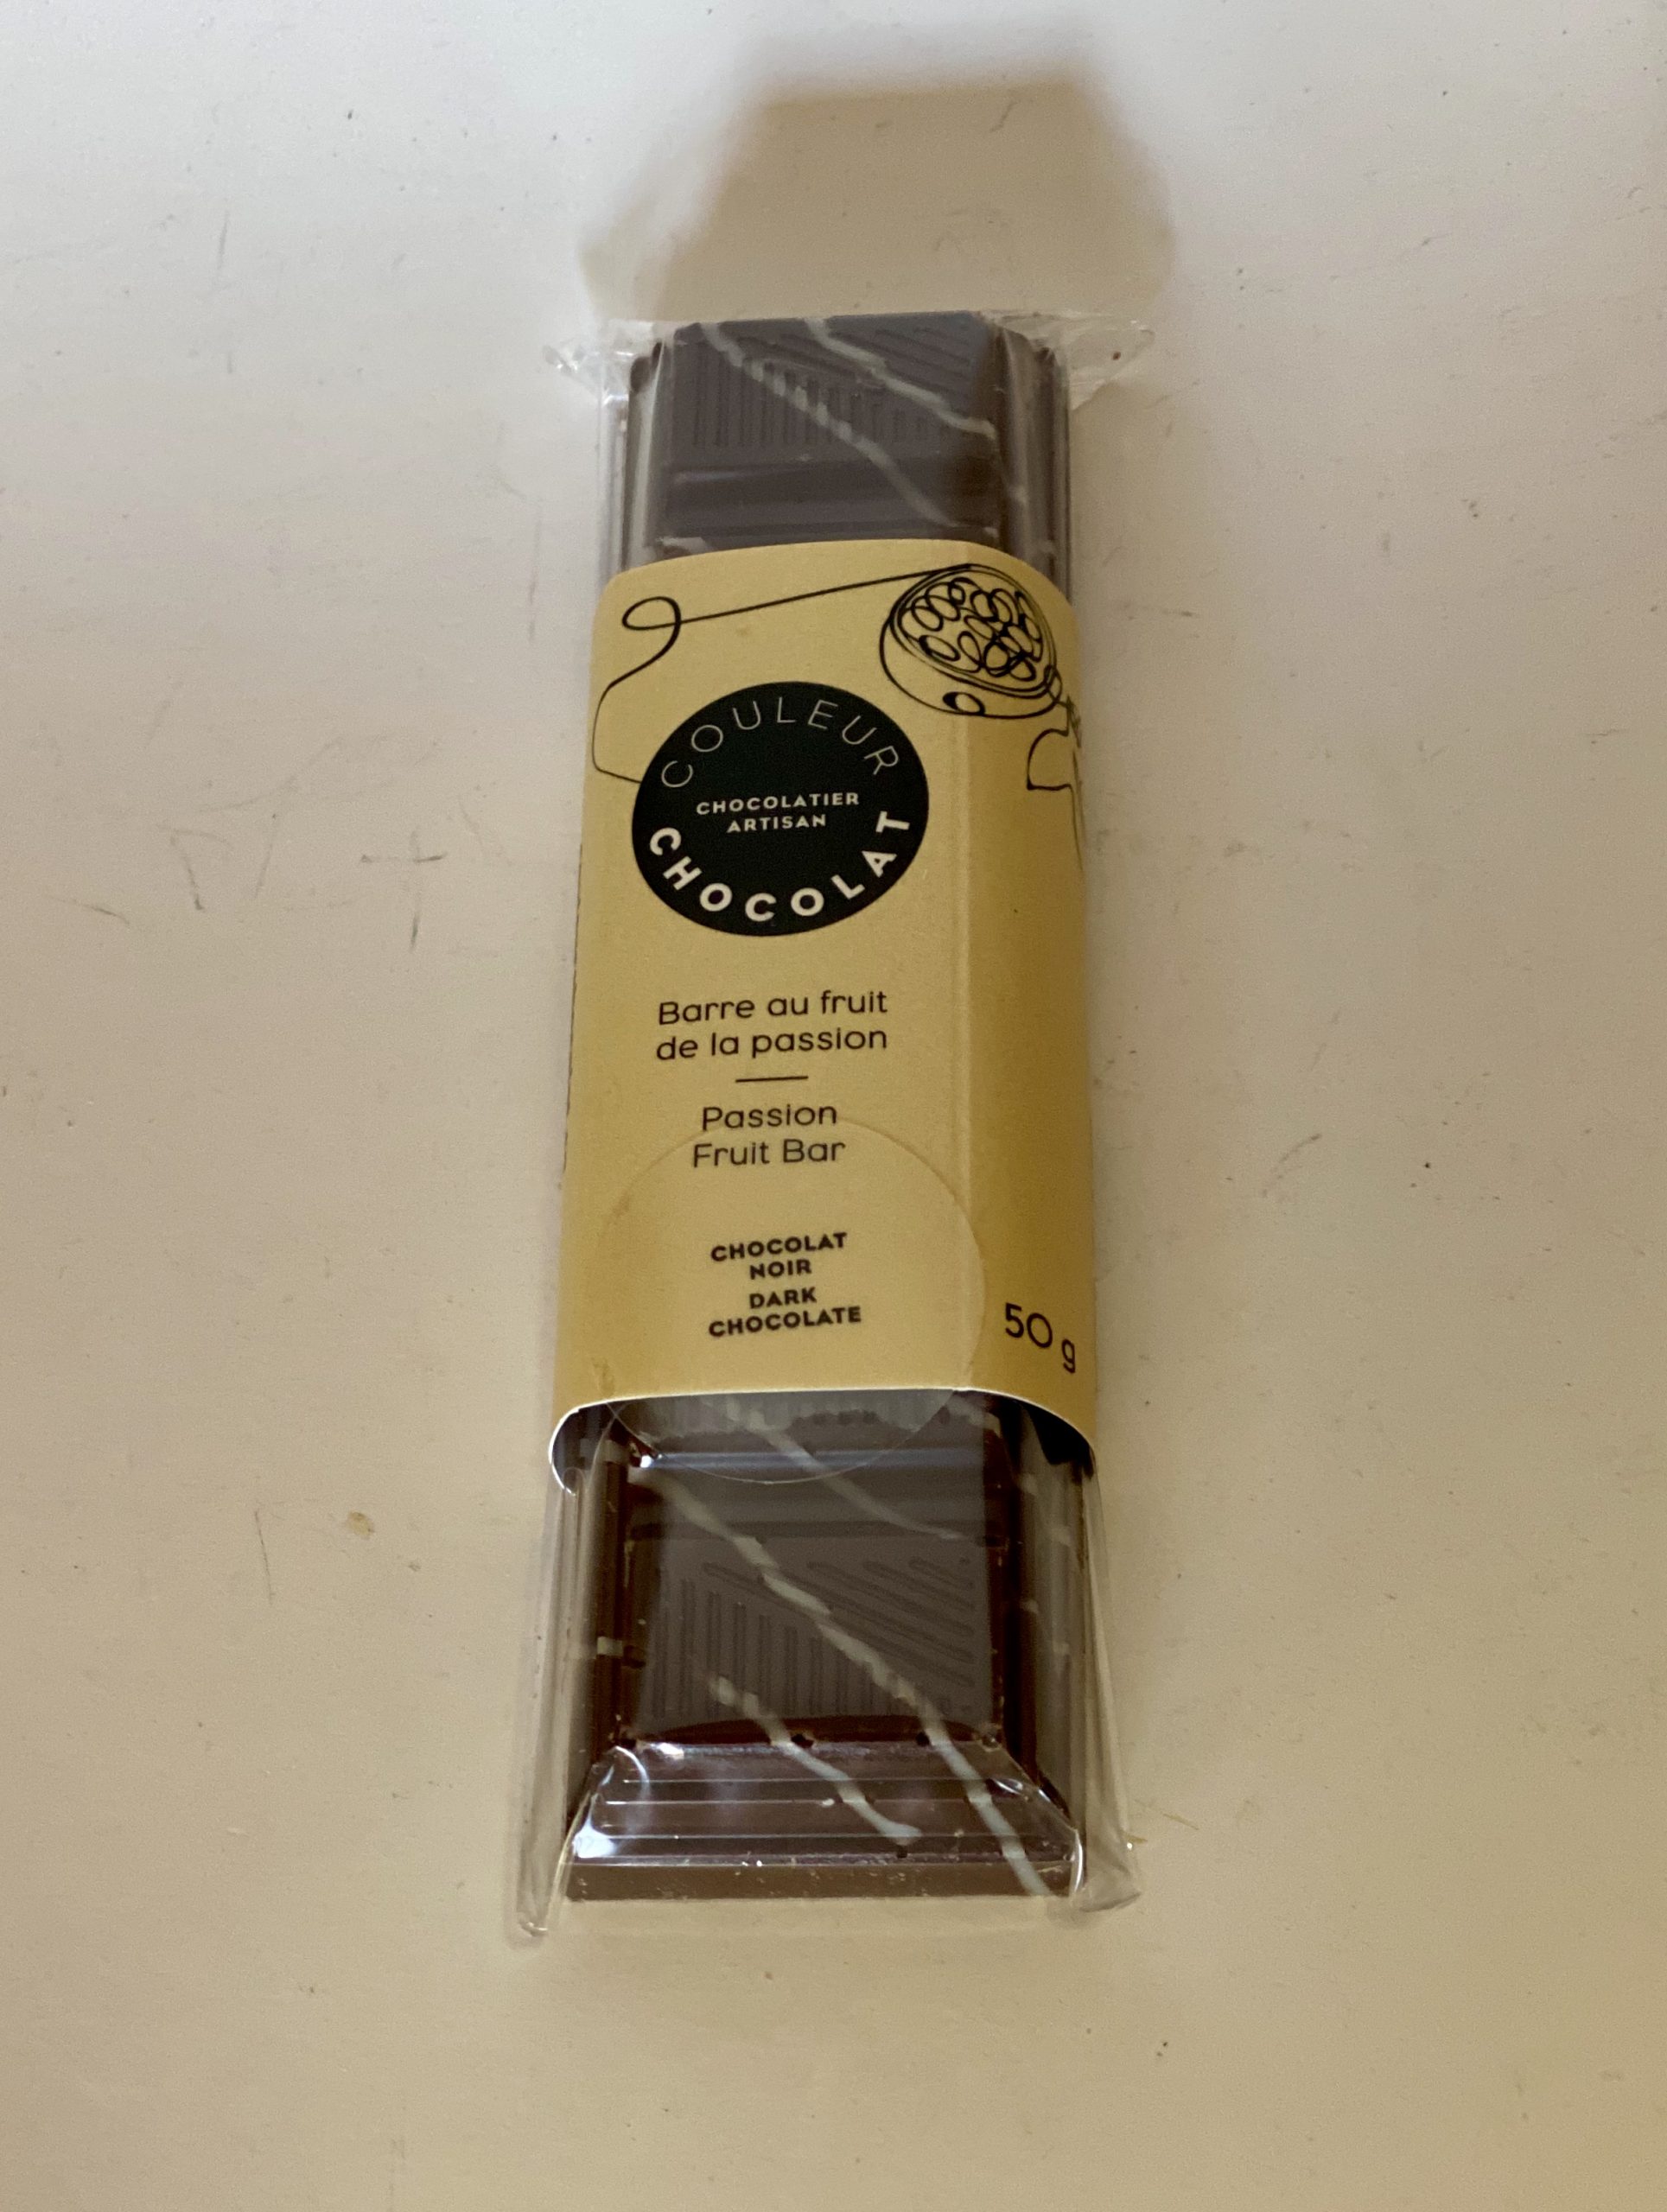 COULEUR
CHOCOLATIER
ARTISAN
CHOCOLAT
Barre au fruit
de la passion
Passion
Fruit Bar
CHOCOLAT
NOIR
DARK
CHOCOLATE
50 g